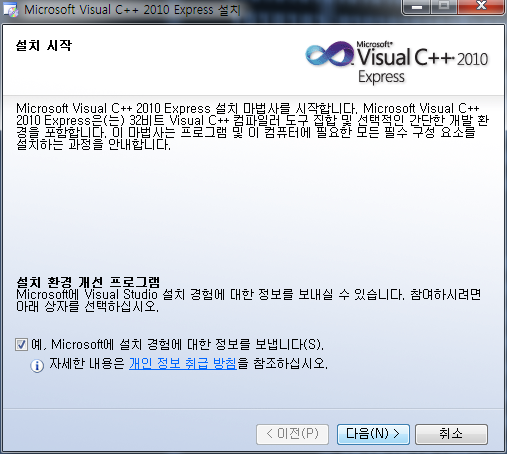 Microsoft Visual C++ 2010 Express 설치
설치 시작
Microsoft®
Visual C++ 2010
Express
Microsoft Visual C++ 2010 Express 설치 마법사를 시작합니다. Microsoft Visual C++
2010 Express은(는) 32비트 Visual C++ 컴파일러 도구 집합 및 선택적인 간단한 개발 환
경을 포함합니다. 이 마법사는 프로그램 및 이 컴퓨터에 필요한 모든 필수 구성 요소를
설치하는 과정을 안내합니다.
설치 환경 개선 프로그램
Microsoft에 Visual Studio 설치 경험에 대한 정보를 보내실 수 있습니다. 참여하시려면
아래 상자를 선택하십시오.
예, Microsoft에 설치 경험에 대한 정보를 보냅니다(S).
자세한 내용은 개인 정보 취급 방침을 참조하십시오.
< 이전(P) 다음(N) > 취소